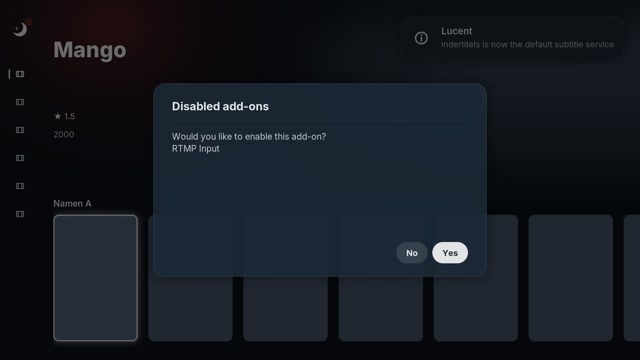 Mango
Lucent
Indertitels is now the default subtitle service
★ 1.5
2000
Disabled add-ons
Would you like to enable this add-on?
RTMP Input
No
Yes
Namen A